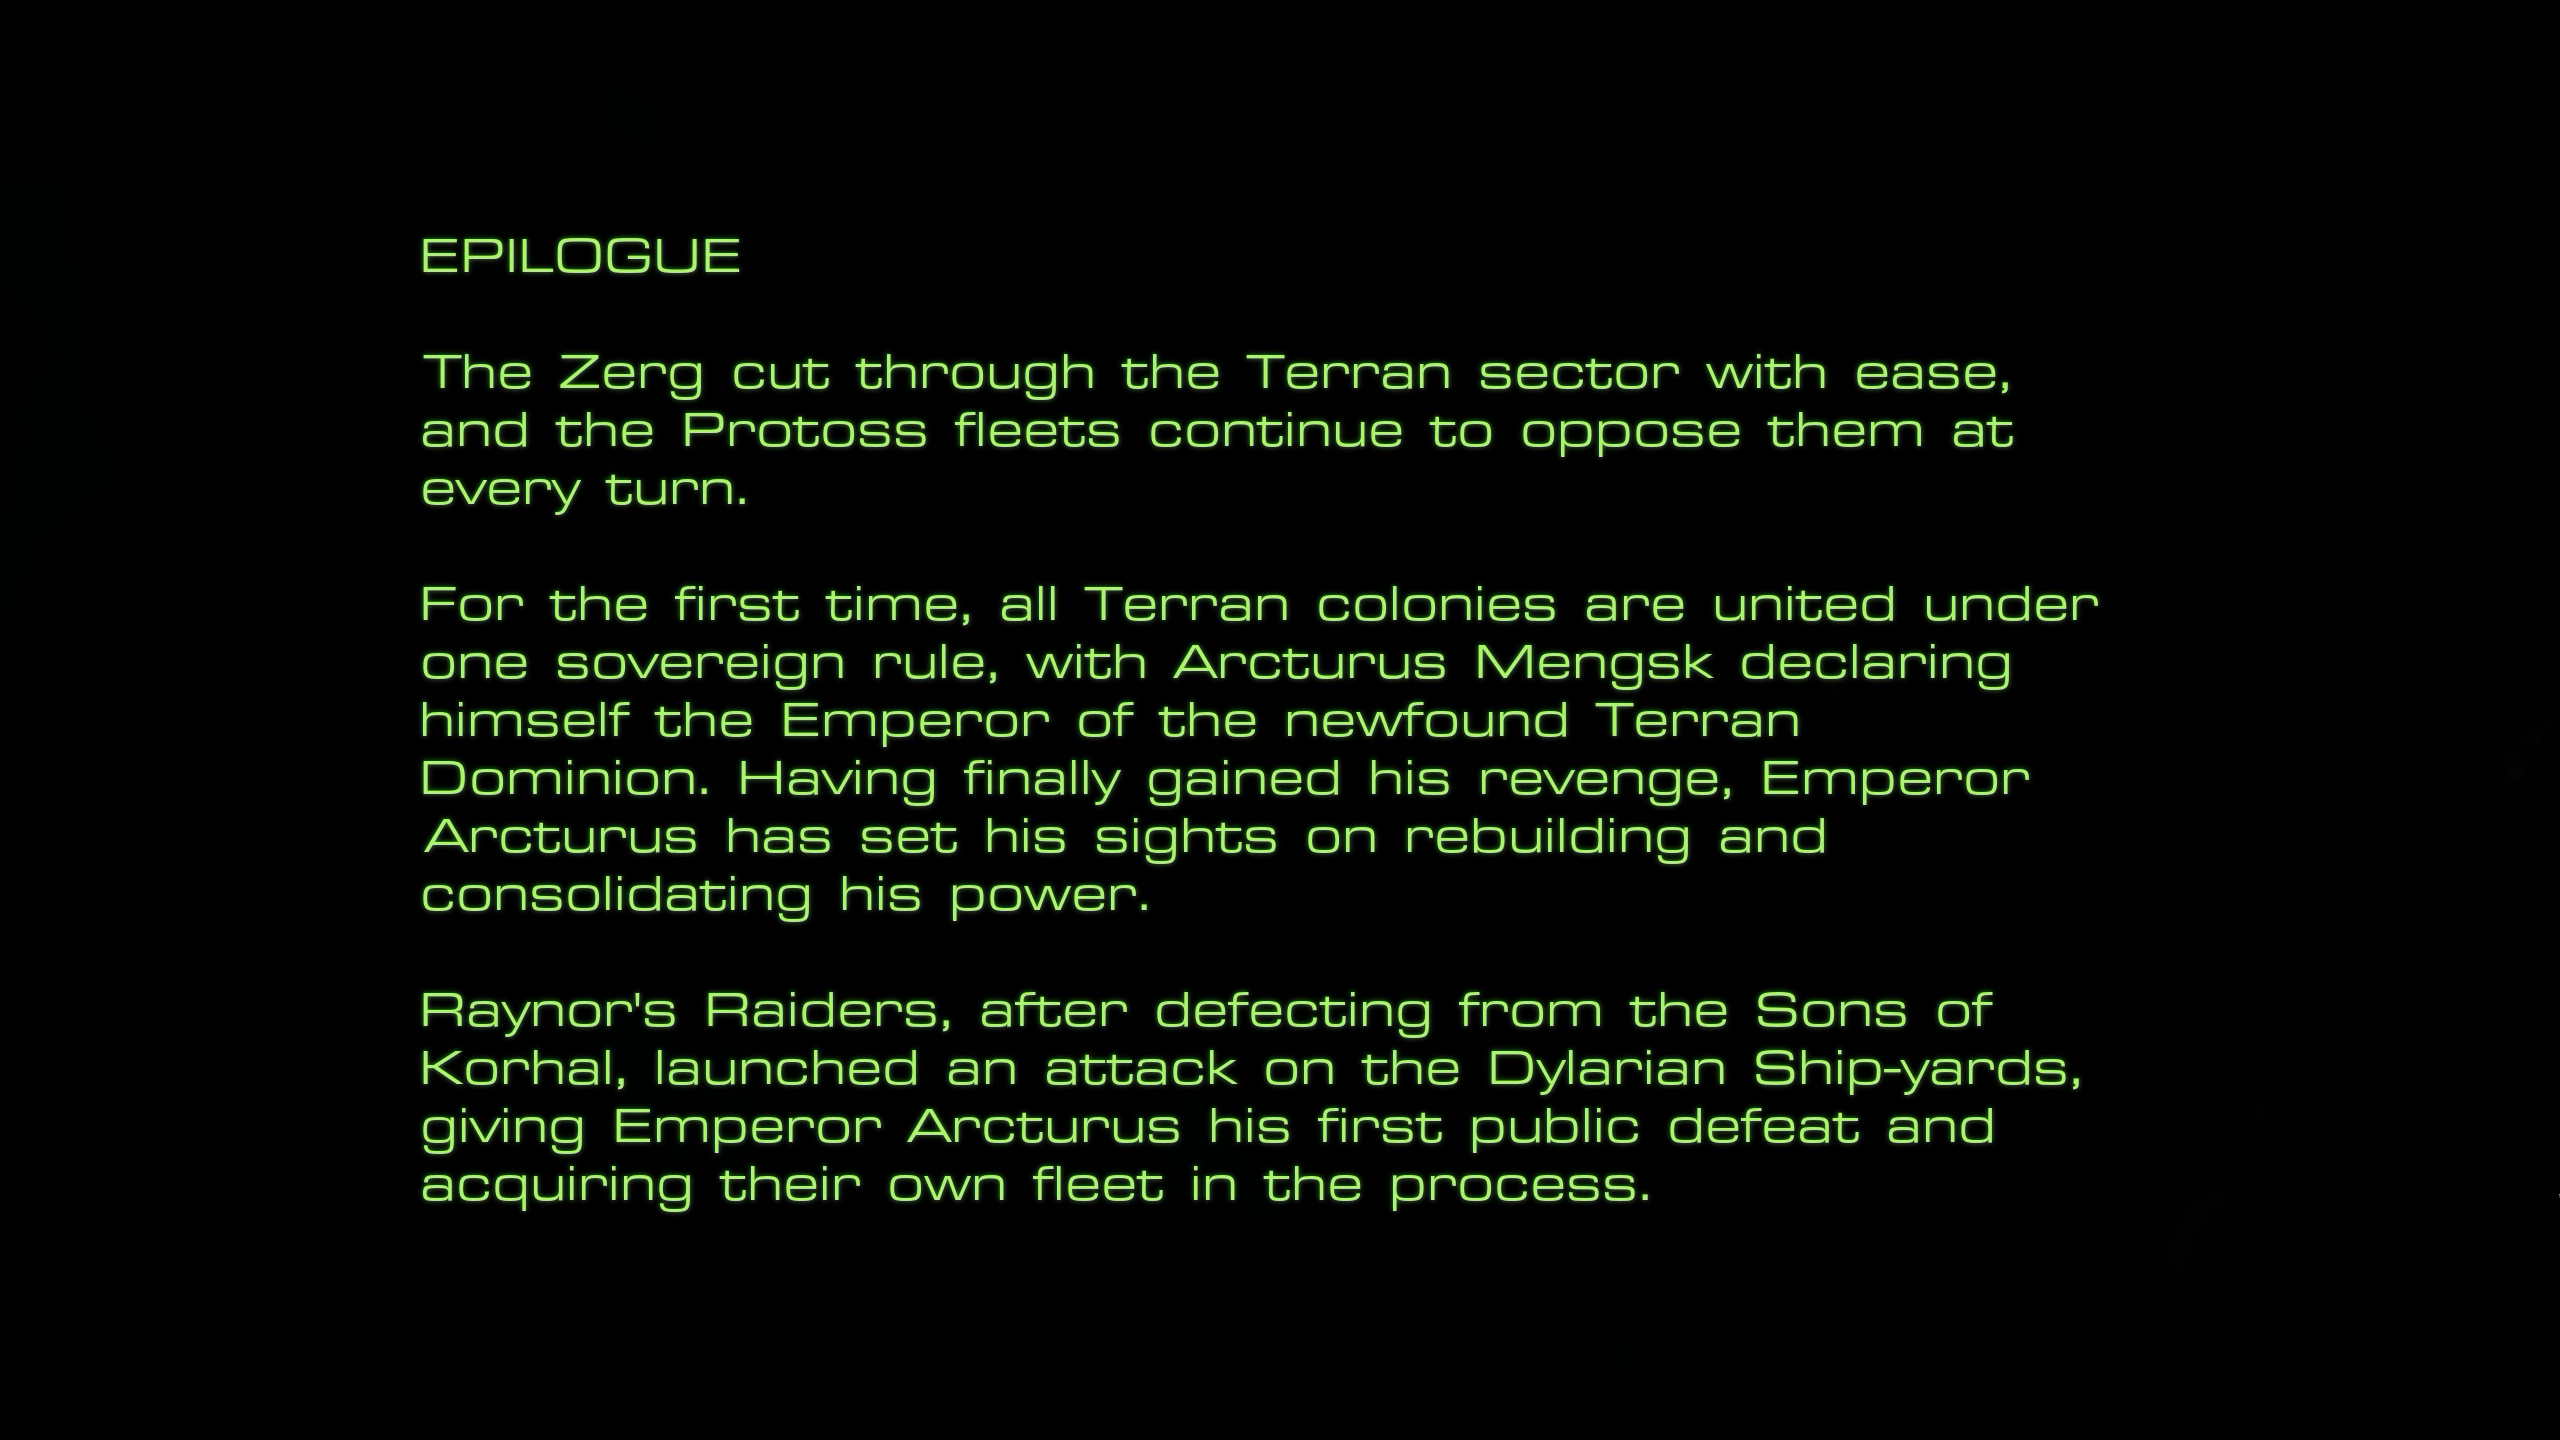 EPILOGUE
The Zerg cut through the Terran sector with ease,
and the Protoss fleets continue to oppose them at
every turn.
For the first time, all Terran colonies are united under
one sovereign rule, with Arcturus Mengsk declaring
himself the Emperor of the newfound Terran
Dominion. Having finally gained his revenge, Emperor
Arcturus has set his sights on rebuilding and
consolidating his power.
Raynor's Raiders, after defecting from the Sons of
Korhal, launched an attack on the Dylarian Ship-yards,
giving Emperor Arcturus his first public defeat and
acquiring their own fleet in the process.